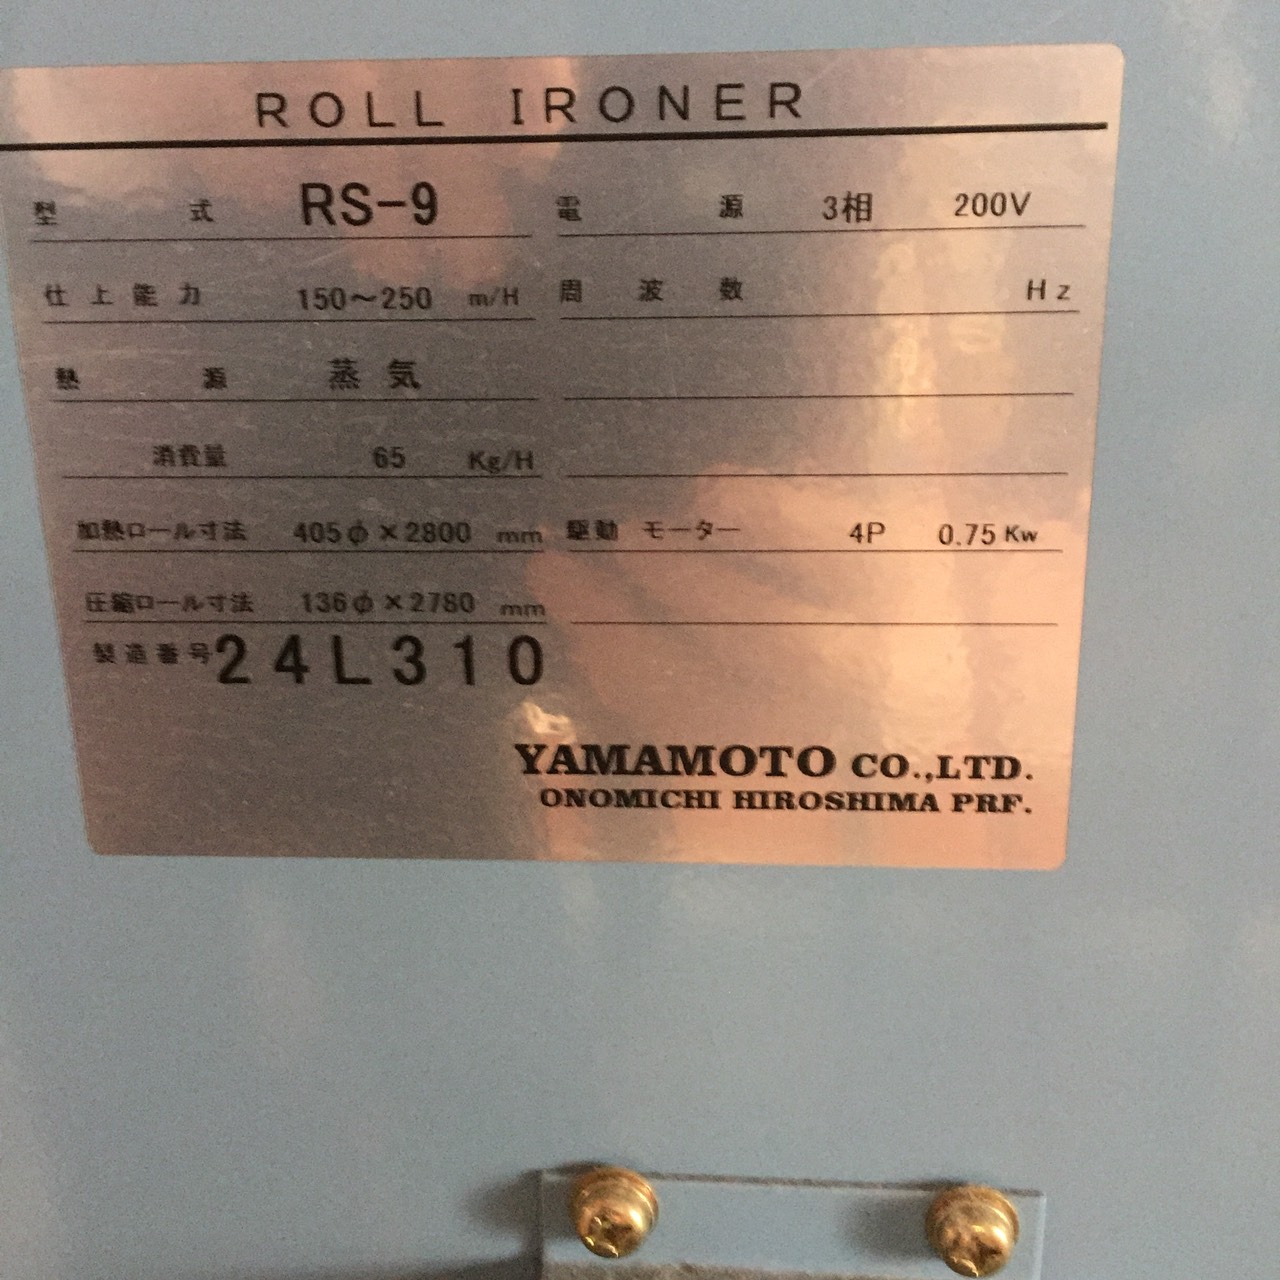 ROLL IRONER
型式 RS-9 電源 3相 200V
仕上能力 150～250 m/H 周波数 Hz
熱源 蒸気
消費量 65 Kg/H
加熱ロール寸法 405φ×2800 mm 駆動モーター 4P 0.75 Kw
圧縮ロール寸法 136φ×2780 mm
製造番号 24L310
YAMAMOTO CO.,LTD.
ONOMICHI HIROSHIMA PRF.